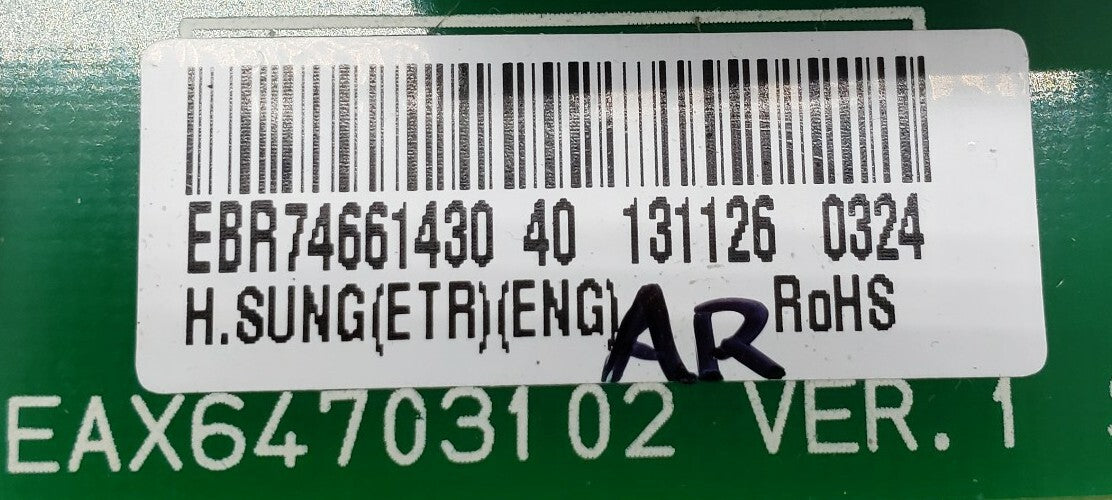 EBR74661430 40 131126 0324
H.SUNG(ETR)(ENG) AR RoHS
EAX64703102 VER. 1